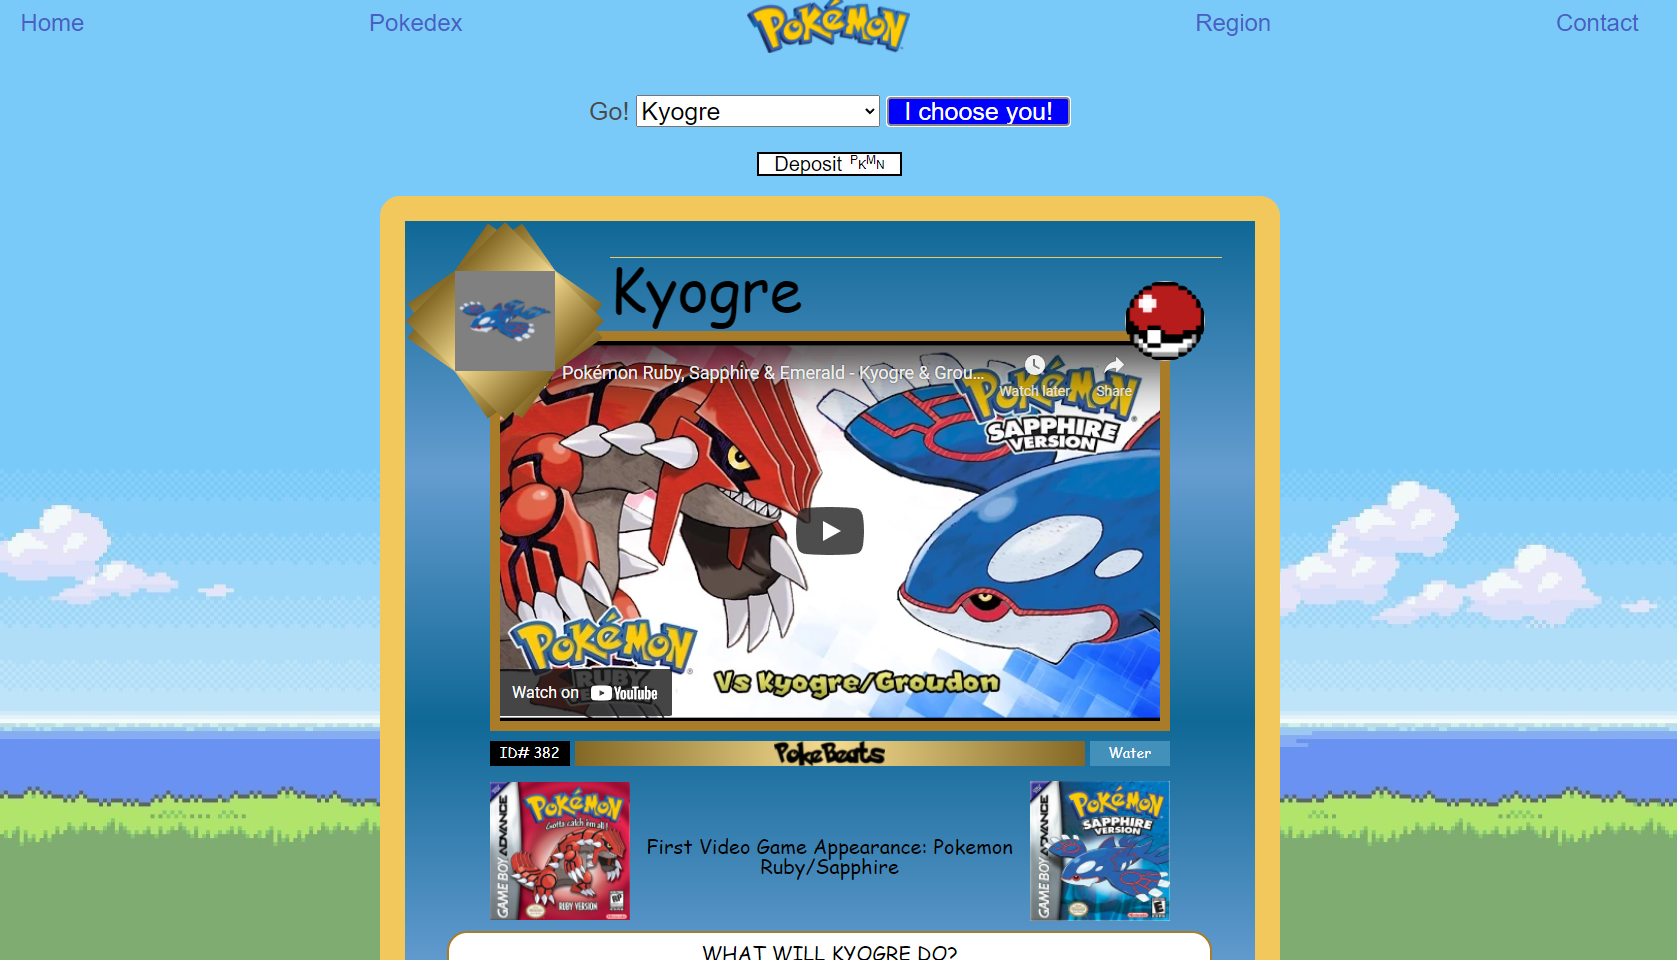 Home
Pokedex
POKéMON
Region
Contact
Go! Kyogre I choose you!
Deposit PKMN
Kyogre
Pokémon Ruby, Sapphire & Emerald - Kyogre & Grou...
Watch later
Share
POKéMON
SAPPHIRE
VERSION
POKéMON
RUBY
Vs Kyogre/Groudon
Watch on YouTube
ID# 382
PokeBeats
Water
GAME BOY ADVANCE
POKéMON
Gotta catch 'em all!
RUBY VERSION
RP
Nintendo
First Video Game Appearance: Pokemon
Ruby/Sapphire
GAME BOY ADVANCE
POKéMON
SAPPHIRE
VERSION
E
WHAT WILL KYOGRE DO?